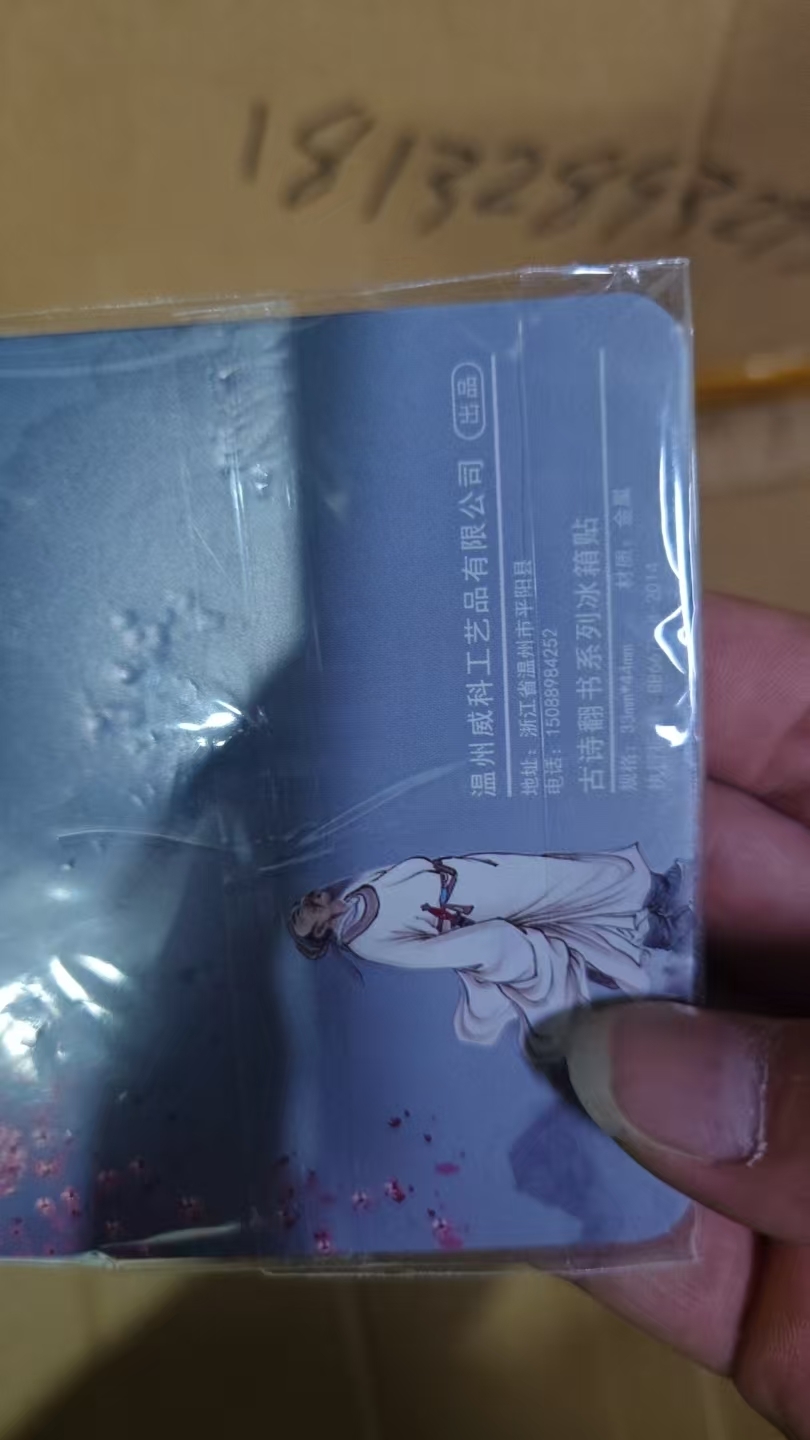 温州威科工艺品有限公司 出品
地址：浙江省温州市平阳县
电话：15088984252
古诗翻书系列冰箱贴
规格：33mm*44mm 材质：金属
2014